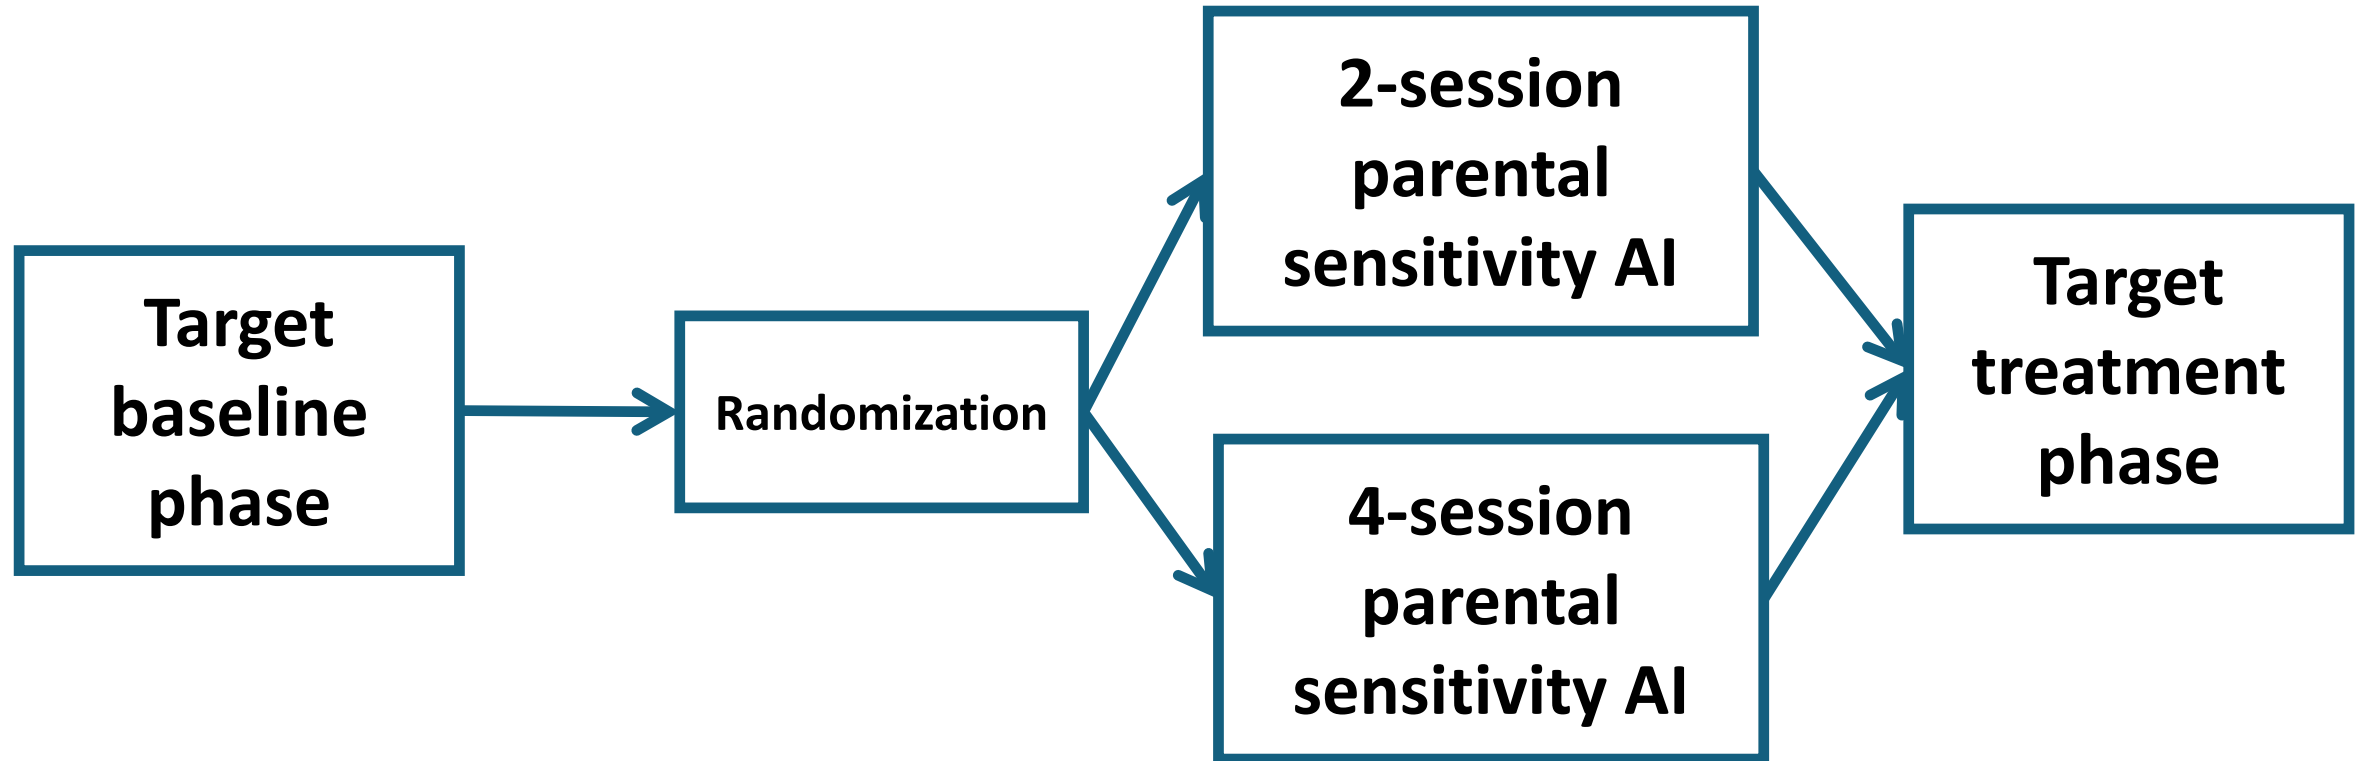 Target
baseline
phase
Randomization
2-session
parental
sensitivity AI
4-session
parental
sensitivity AI
Target
treatment
phase